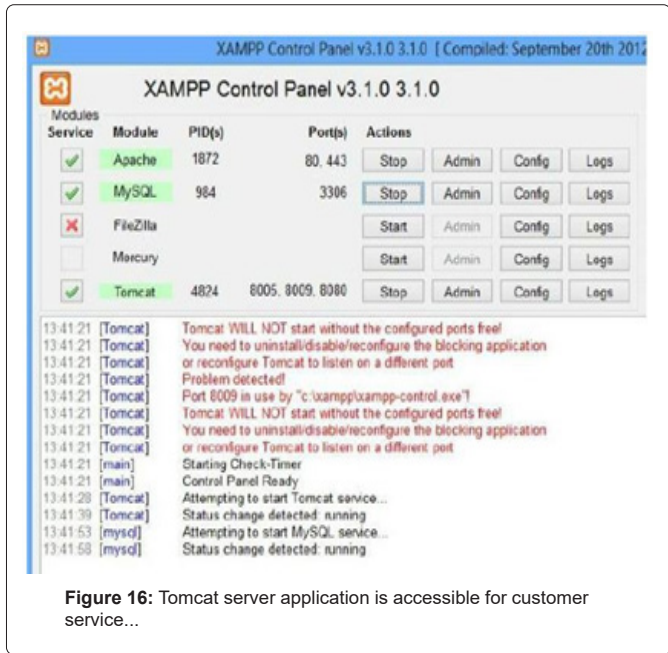 XAMPP Control Panel v3.1.0 3.1.0 [ Compiled: September 20th 2012
XAMPP Control Panel v3.1.0 3.1.0
Modules
Service Module PID(s) Port(s) Actions
Apache 1872 80, 443 Stop Admin Config Logs
MySQL 984 3306 Stop Admin Config Logs
FileZilla Start Admin Config Logs
Mercury Start Admin Config Logs
Tomcat 4824 8005, 8009, 8080 Stop Admin Config Logs
13:41:21 [Tomcat] Tomcat WILL NOT start without the configured ports free!
13:41:21 [Tomcat] You need to uninstall/disable/reconfigure the blocking application
13:41:21 [Tomcat] or reconfigure Tomcat to listen on a different port
13:41:21 [Tomcat] Problem detected!
13:41:21 [Tomcat] Port 8009 in use by "c:\xampp\xampp-control.exe"!
13:41:21 [Tomcat] Tomcat WILL NOT start without the configured ports free!
13:41:21 [Tomcat] You need to uninstall/disable/reconfigure the blocking application
13:41:21 [Tomcat] or reconfigure Tomcat to listen on a different port
13:41:21 [main] Starting Check-Timer
13:41:21 [main] Control Panel Ready
13:41:28 [Tomcat] Attempting to start Tomcat service...
13:41:39 [Tomcat] Status change detected: running
13:41:53 [mysql] Attempting to start MySQL service...
13:41:58 [mysql] Status change detected: running
Figure 16: Tomcat server application is accessible for customer
service...